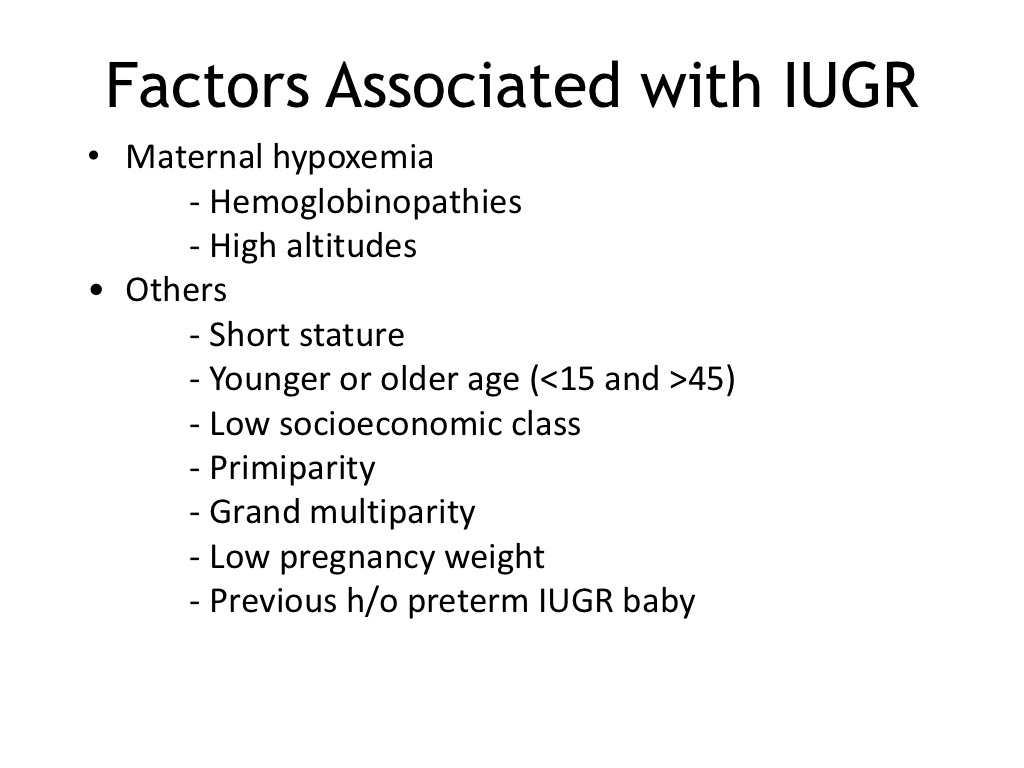 Factors Associated with IUGR
• Maternal hypoxemia
- Hemoglobinopathies
- High altitudes
• Others
- Short stature
- Younger or older age (<15 and >45)
- Low socioeconomic class
- Primiparity
- Grand multiparity
- Low pregnancy weight
- Previous h/o preterm IUGR baby